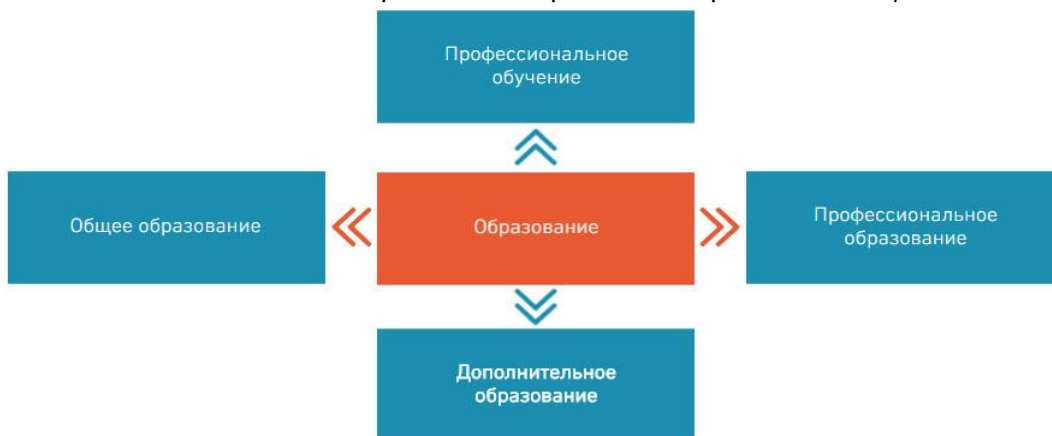 Профессиональное
обучение
Общее образование
Образование
Профессиональное
образование
Дополнительное
образование